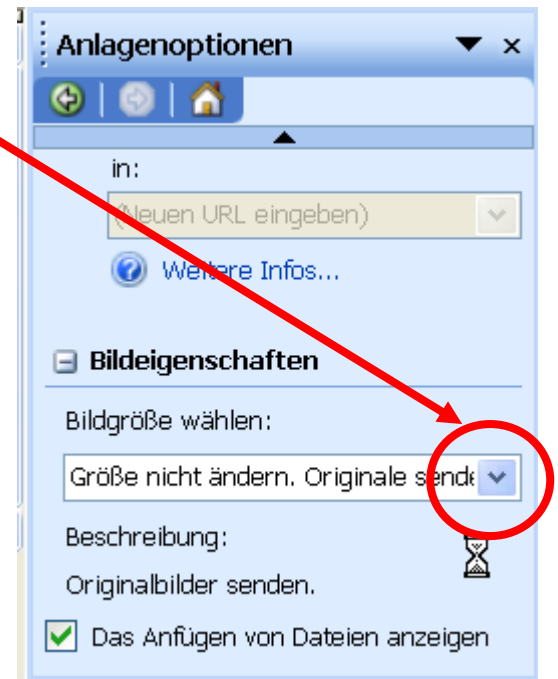 Anlagenoptionen
in:
(Neuen URL eingeben)
Weitere Infos...
Bildeigenschaften
Bildgröße wählen:
Größe nicht ändern. Originale sende
Beschreibung:
Originalbilder senden.
Das Anfügen von Dateien anzeigen